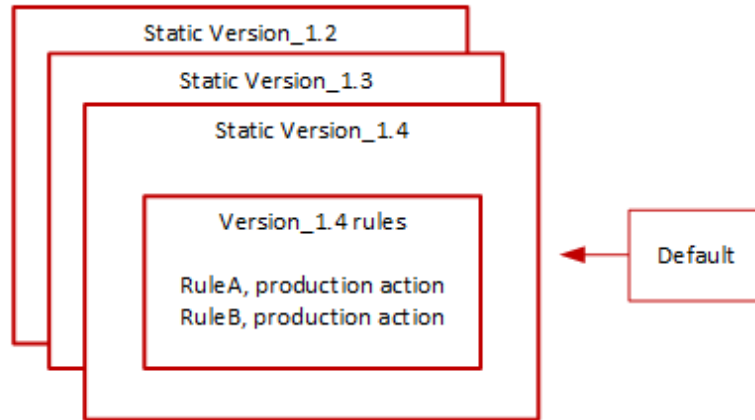 Static Version_1.2
Static Version_1.3
Static Version_1.4
Version_1.4 rules
RuleA, production action
RuleB, production action
Default